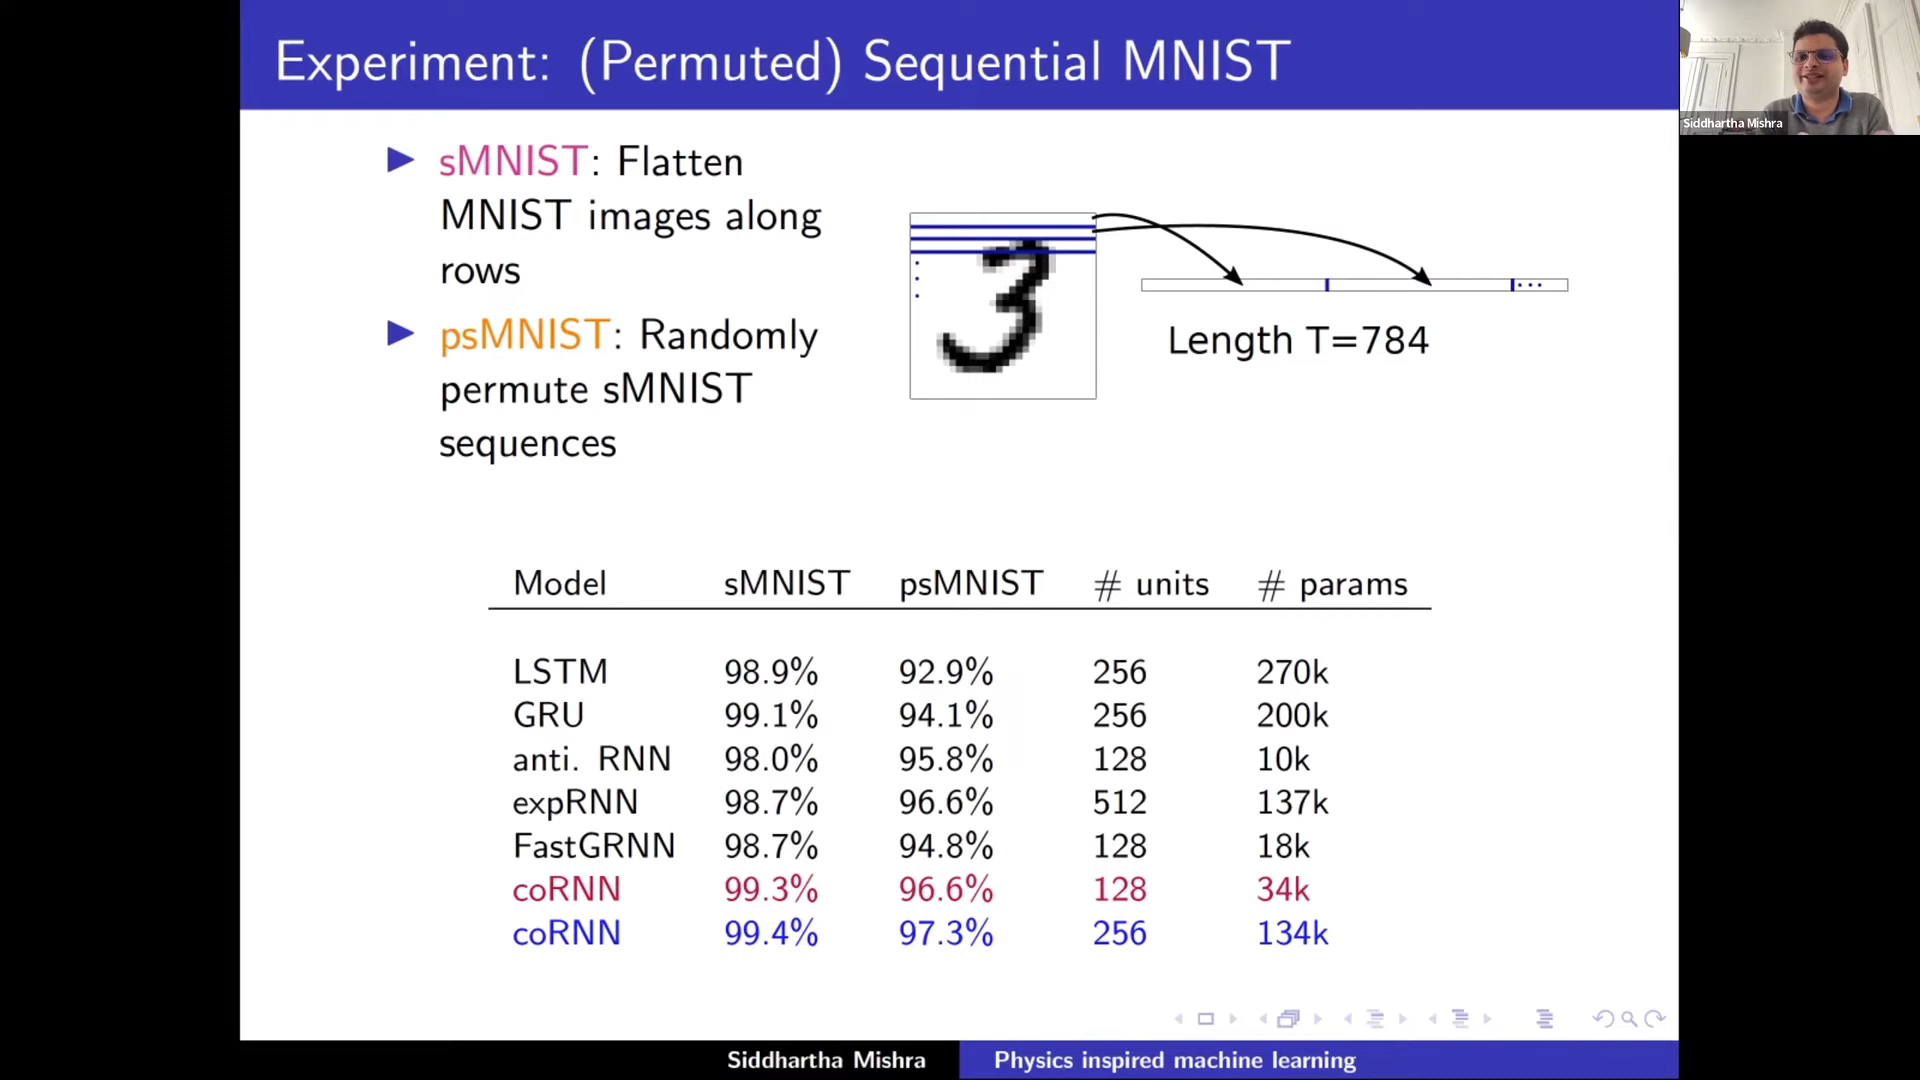 Experiment: (Permuted) Sequential MNIST
Siddhartha Mishra
sMNIST: Flatten
MNIST images along
rows
psMNIST: Randomly
permute sMNIST
sequences
3
Length T=784
Model sMNIST psMNIST # units # params
LSTM 98.9% 92.9% 256 270k
GRU 99.1% 94.1% 256 200k
anti. RNN 98.0% 95.8% 128 10k
expRNN 98.7% 96.6% 512 137k
FastGRNN 98.7% 94.8% 128 18k
coRNN 99.3% 96.6% 128 34k
coRNN 99.4% 97.3% 256 134k
Siddhartha Mishra Physics inspired machine learning